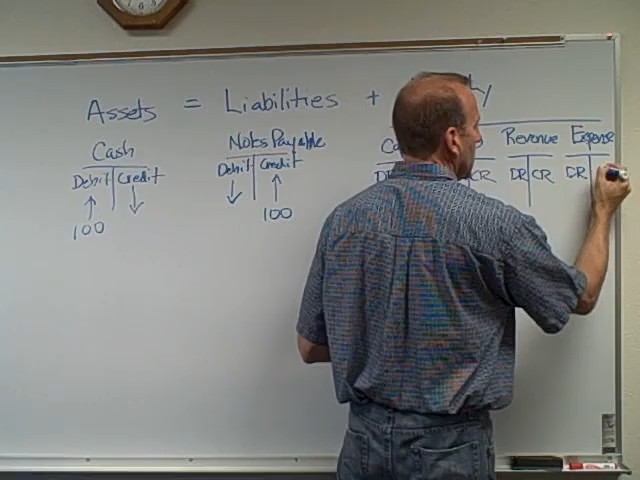 Assets = Liabilities +
Cash
Debit Credit
100
Notes Payable
Debit Credit
100
DR CR
Revenue
DR CR
Expense
DR